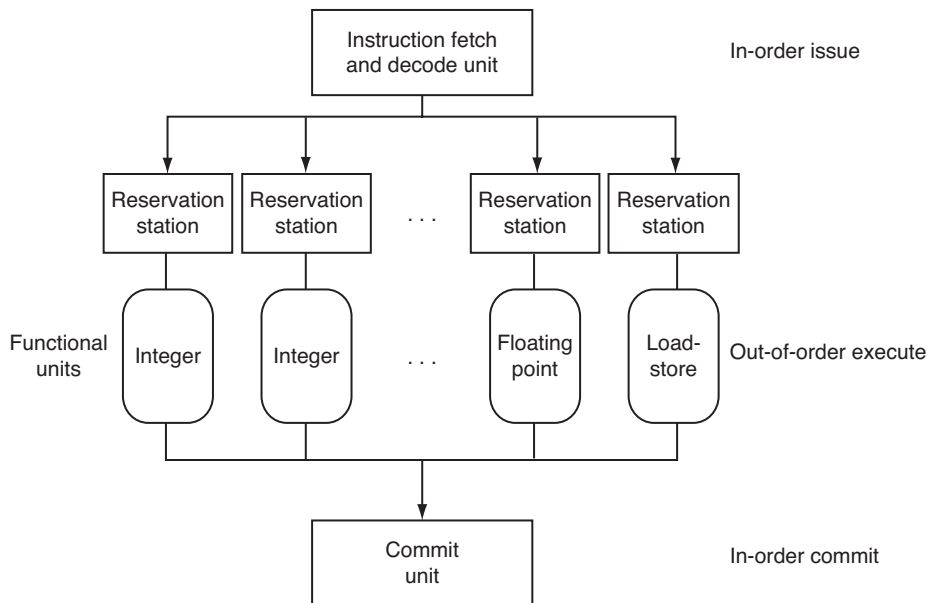 Instruction fetch
and decode unit
In-order issue
Reservation
station
Reservation
station
. . .
Reservation
station
Reservation
station
Functional
units
Integer
Integer
. . .
Floating
point
Load-
store
Out-of-order execute
Commit
unit
In-order commit